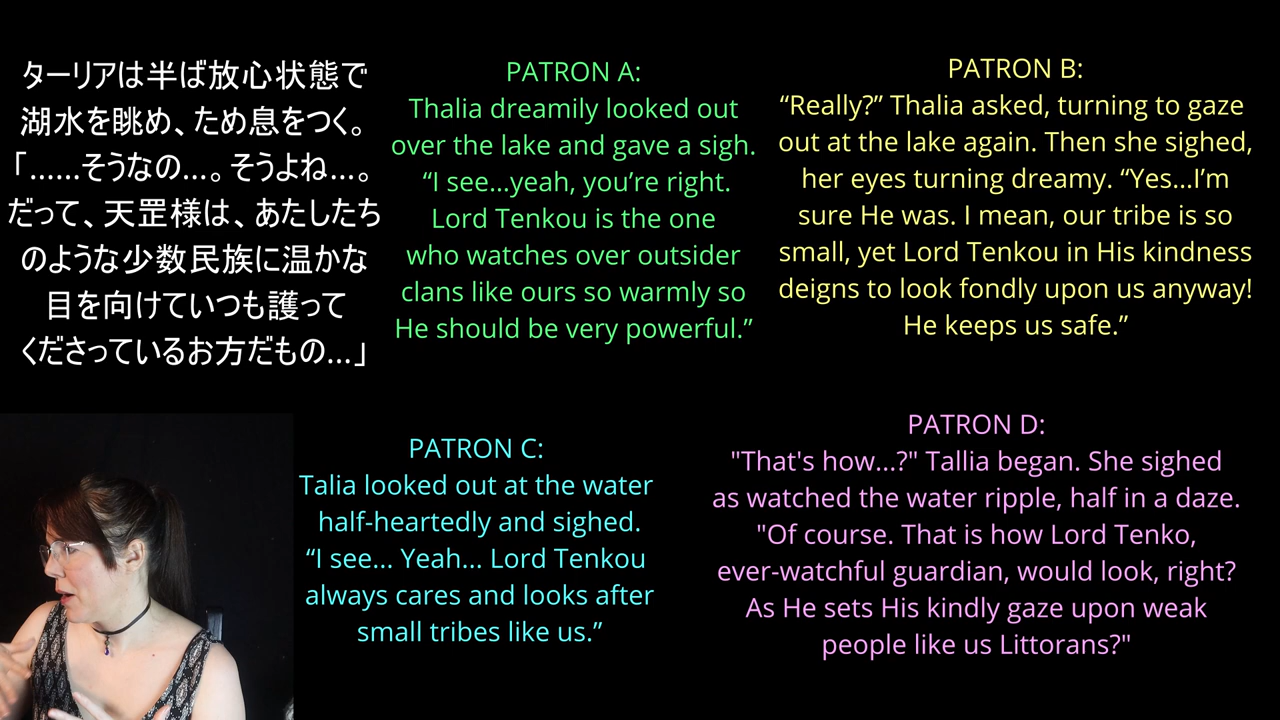 ターリアは半ば放心状態で
湖水を眺め、ため息をつく。
「……そうなの…。そうよね…。
だって、天罡様は、あたしたち
のような少数民族に温かな
目を向けていつも護って
くださっているお方だもの…」
PATRON A:
Thalia dreamily looked out
over the lake and gave a sigh.
“I see...yeah, you’re right.
Lord Tenkou is the one
who watches over outsider
clans like ours so warmly so
He should be very powerful.”
PATRON B:
“Really?” Thalia asked, turning to gaze
out at the lake again. Then she sighed,
her eyes turning dreamy. “Yes...I’m
sure He was. I mean, our tribe is so
small, yet Lord Tenkou in His kindness
deigns to look fondly upon us anyway!
He keeps us safe.”
PATRON C:
Talia looked out at the water
half-heartedly and sighed.
“I see... Yeah... Lord Tenkou
always cares and looks after
small tribes like us.”
PATRON D:
"That's how...?" Tallia began. She sighed
as watched the water ripple, half in a daze.
"Of course. That is how Lord Tenko,
ever-watchful guardian, would look, right?
As He sets His kindly gaze upon weak
people like us Littorans?"